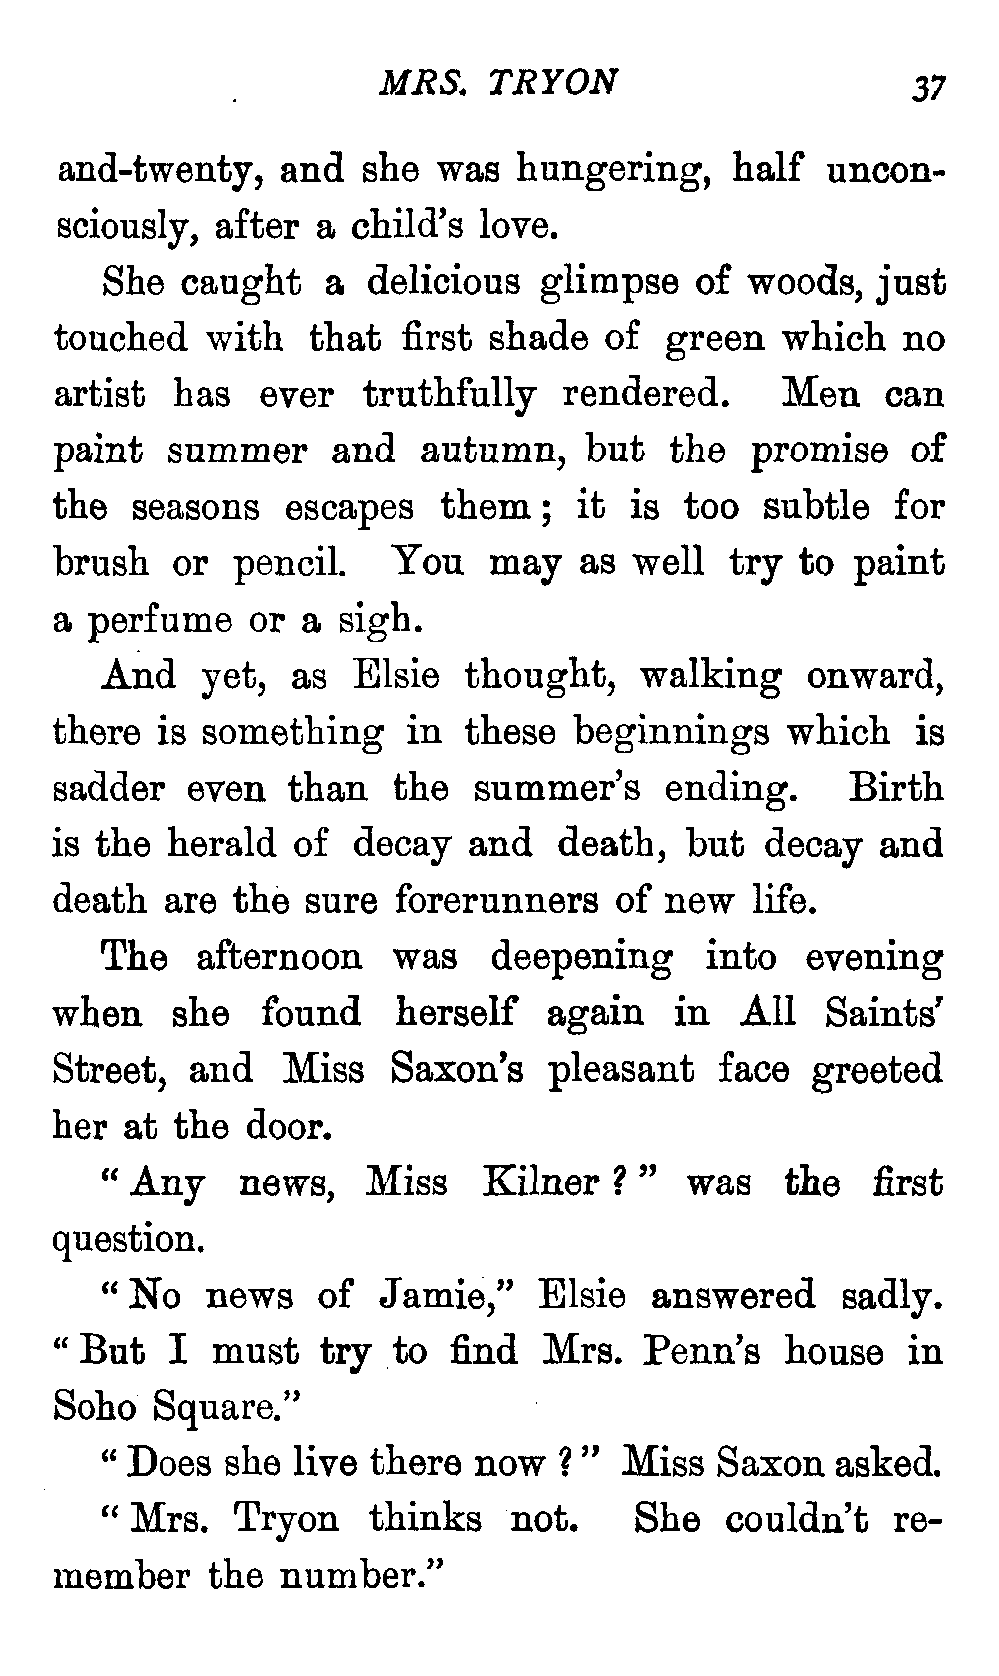 MRS. TRYON 37
and-twenty, and she was hungering, half uncon-
sciously, after a child's love.
She caught a delicious glimpse of woods, just
touched with that first shade of green which no
artist has ever truthfully rendered. Men can
paint summer and autumn, but the promise of
the seasons escapes them; it is too subtle for
brush or pencil. You may as well try to paint
a perfume or a sigh.
And yet, as Elsie thought, walking onward,
there is something in these beginnings which is
sadder even than the summer's ending. Birth
is the herald of decay and death, but decay and
death are the sure forerunners of new life.
The afternoon was deepening into evening
when she found herself again in All Saints'
Street, and Miss Saxon's pleasant face greeted
her at the door.
"Any news, Miss Kilner?" was the first
question.
"No news of Jamie," Elsie answered sadly.
"But I must try to find Mrs. Penn's house in
Soho Square."
"Does she live there now?" Miss Saxon asked.
"Mrs. Tryon thinks not. She couldn't re-
member the number."